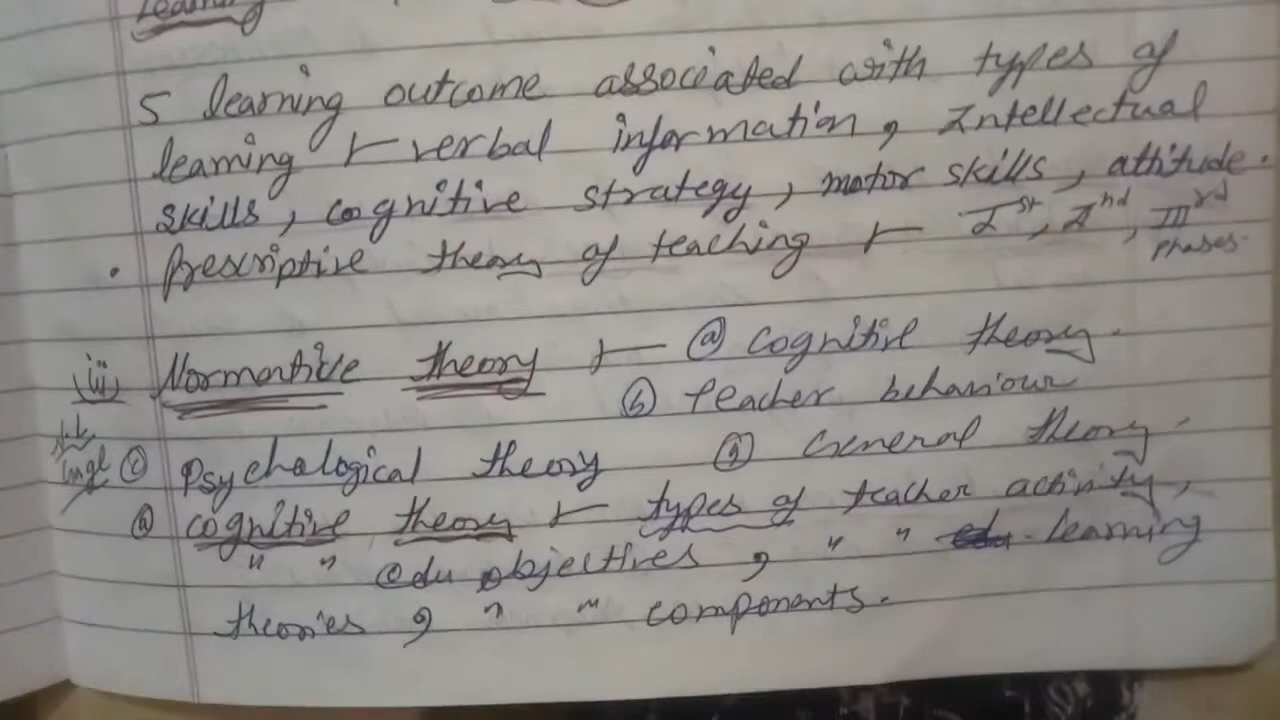 Learning
5 learning outcome associated with types of
learning ⊢ verbal information, Intellectual
skills, cognitive strategy, motor skills, attitude.
• Prescriptive theory of teaching ⊢ Ist, IInd, IIIrd
phases.
(iii) Normative theory ⊢ (a) cognitive theory.
(b) teacher behaviour
(c) Psychological theory (d) General theory.
(a) cognitive theory ⊢ types of teacher activity,
" " edu objectives, " " learning
theories, " " components.